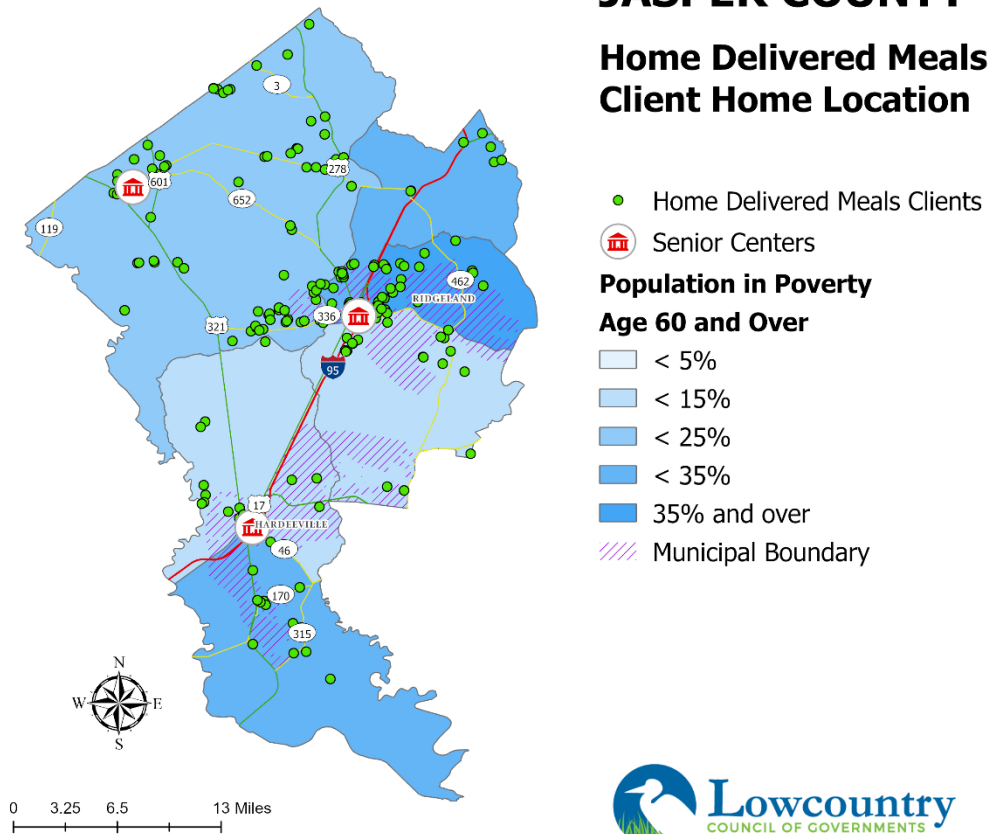 JASPER COUNTY
Home Delivered Meals
Client Home Location
Home Delivered Meals Clients
Senior Centers
Population in Poverty
Age 60 and Over
< 5%
< 15%
< 25%
< 35%
35% and over
Municipal Boundary
3
278
601
652
119
462
RIDGELAND
336
321
95
17
HARDEEVILLE
46
170
315
N
W
E
S
0 3.25 6.5 13 Miles
Lowcountry
COUNCIL OF GOVERNMENTS